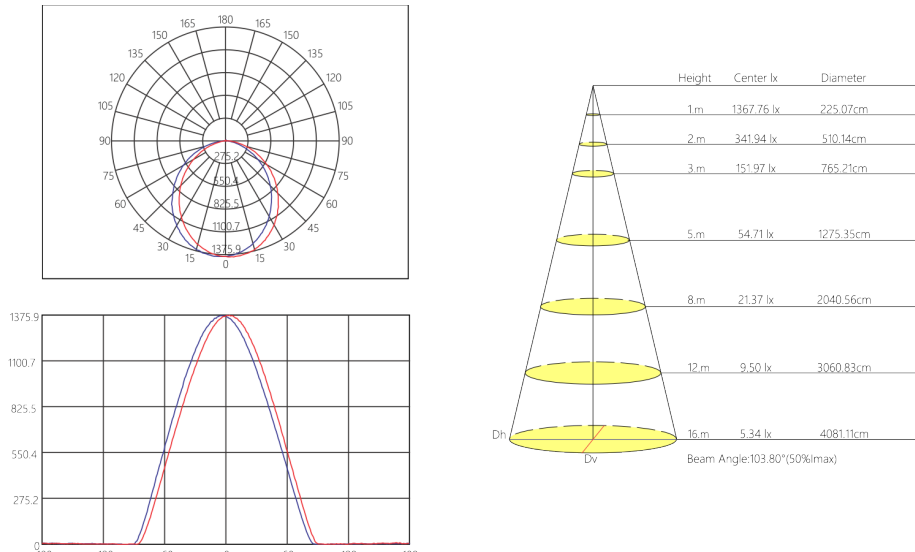 180
165 165
150 150
135 135
120 120
105 105
90 90
75 75
60 60
45 45
30 30
15 15
0
275.2
550.4
825.5
1100.7
1375.9
1375.9
1100.7
825.5
550.4
275.2
0
Height Center lx Diameter
1.m 1367.76 lx 225.07cm
2.m 341.94 lx 510.14cm
3.m 151.97 lx 765.21cm
5.m 54.71 lx 1275.35cm
8.m 21.37 lx 2040.56cm
12.m 9.50 lx 3060.83cm
16.m 5.34 lx 4081.11cm
Dh
Dv
Beam Angle:103.80°(50%Imax)